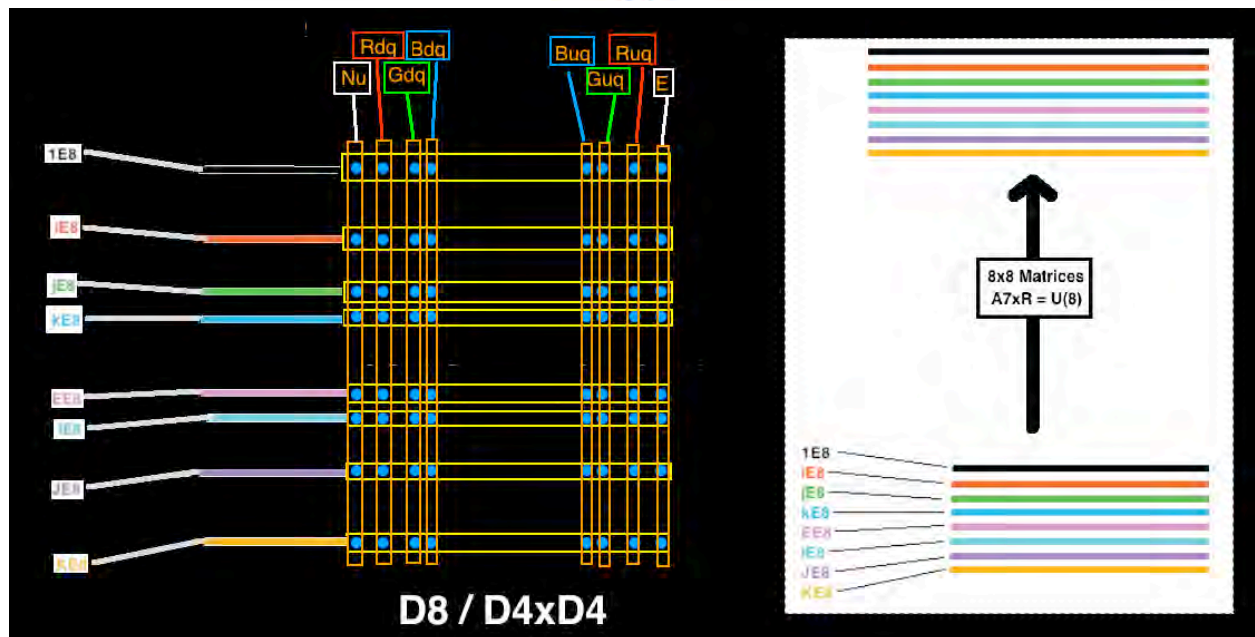 Rdq Bdq
Buq Ruq
Nu Gdq
Guq E
1E8
iE8
jE8
kE8
EE8
IE8
JE8
KE8
D8 / D4xD4
8x8 Matrices
A7xR = U(8)
1E8
iE8
jE8
kE8
EE8
IE8
JE8
KE8